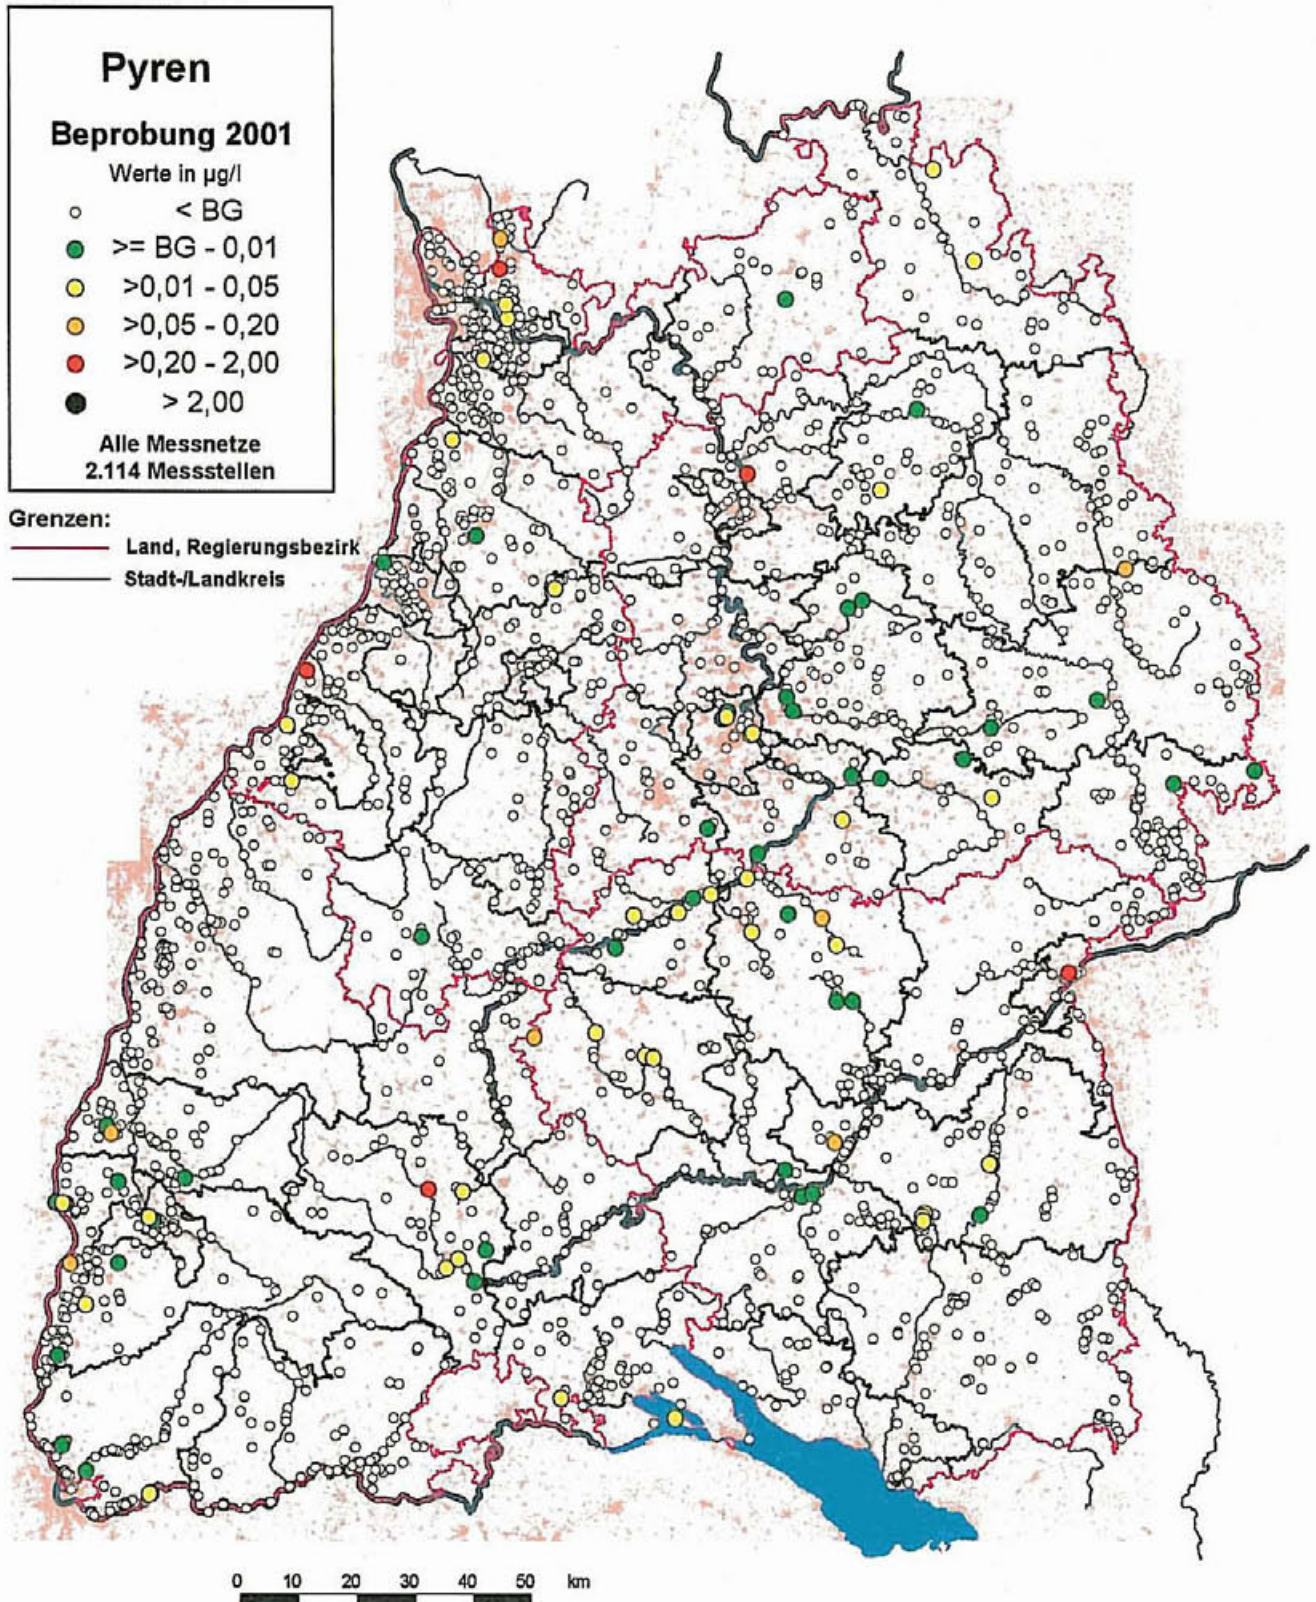 Pyren
Beprobung 2001
Werte in µg/l
< BG
>= BG - 0,01
>0,01 - 0,05
>0,05 - 0,20
>0,20 - 2,00
> 2,00
Alle Messnetze
2.114 Messstellen
Grenzen:
Land, Regierungsbezirk
Stadt-/Landkreis
0 10 20 30 40 50 km